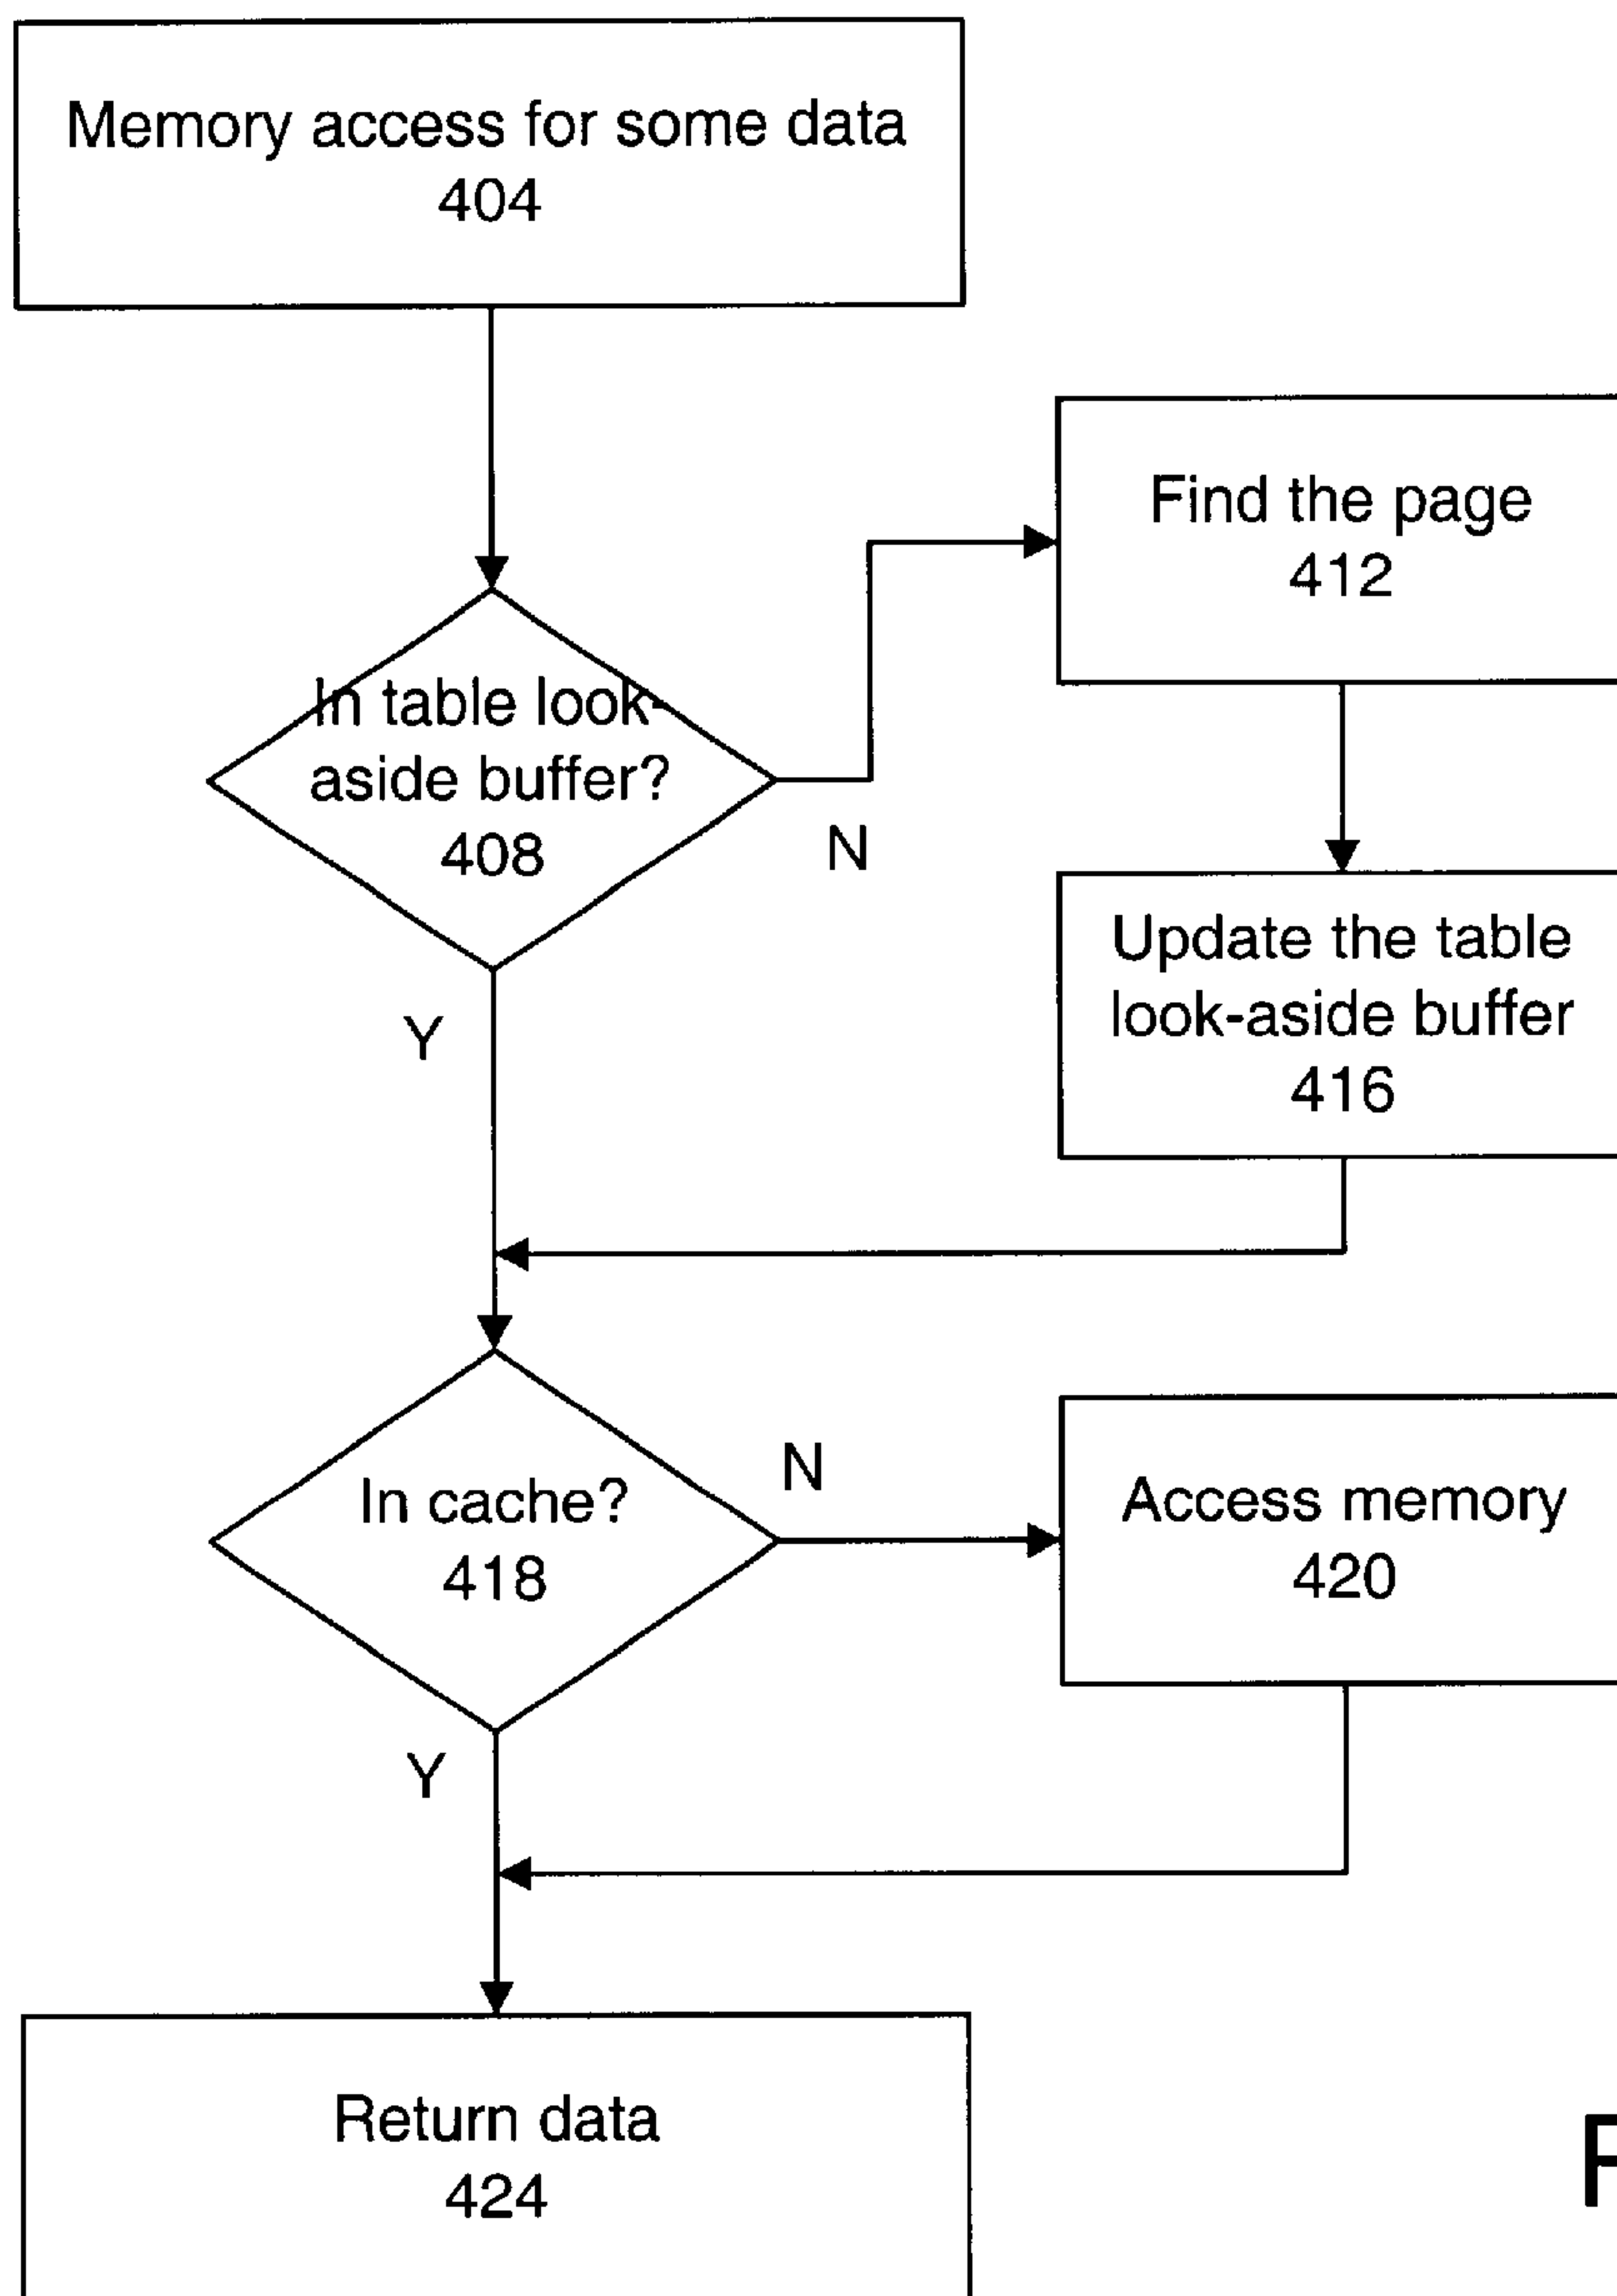 Memory access for some data
404
Find the page
412
In table look-
aside buffer?
408
N
Update the table
look-aside buffer
416
Y
In cache?
418
N
Access memory
420
Y
Return data
424